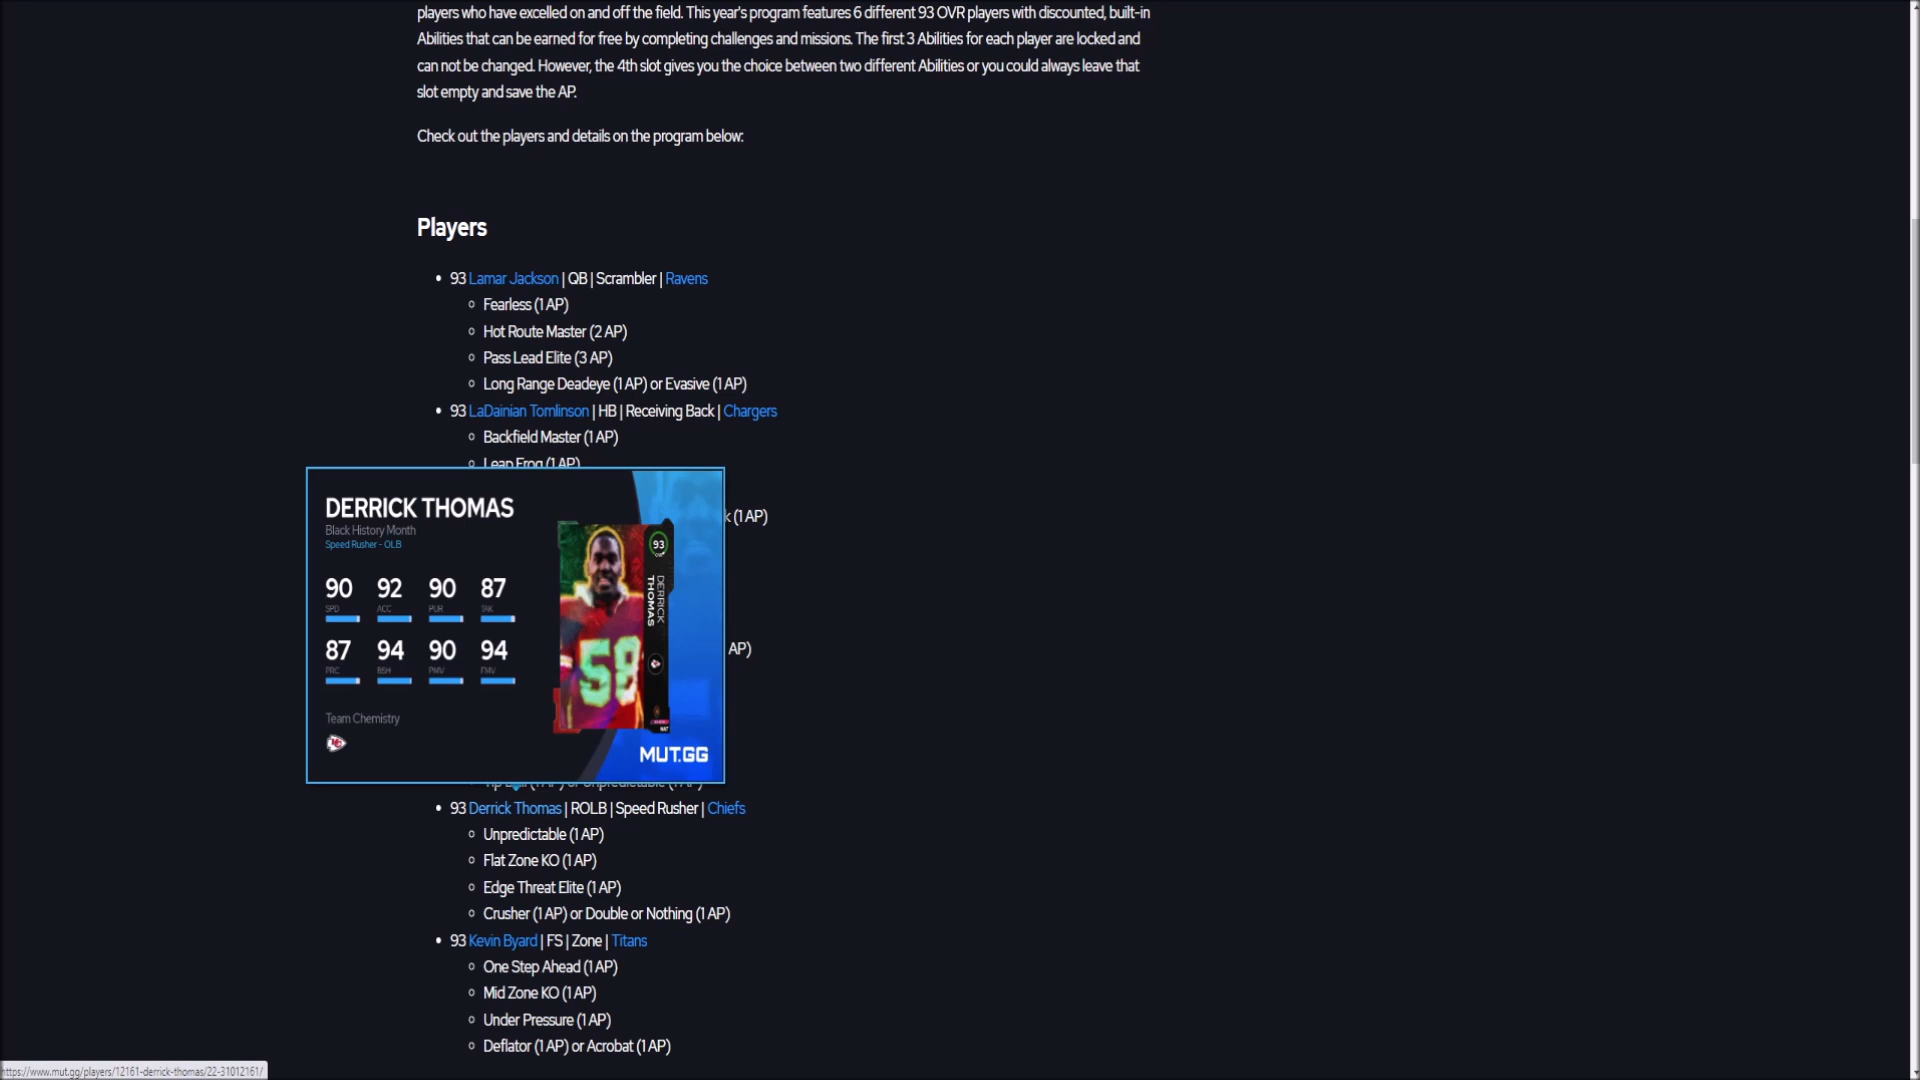 players who have excelled on and off the field. This year's program features 6 different 93 OVR players with discounted, built-in
Abilities that can be earned for free by completing challenges and missions. The first 3 Abilities for each player are locked and
can not be changed. However, the 4th slot gives you the choice between two different Abilities or you could always leave that
slot empty and save the AP.
Check out the players and details on the program below:
Players
93 Lamar Jackson | QB | Scrambler | Ravens
Fearless (1 AP)
Hot Route Master (2 AP)
Pass Lead Elite (3 AP)
Long Range Deadeye (1 AP) or Evasive (1 AP)
93 LaDainian Tomlinson | HB | Receiving Back | Chargers
Backfield Master (1 AP)
Leap Frog (1 AP)
k (1 AP)
AP)
DERRICK THOMAS
Black History Month
Speed Rusher - OLB
90 92 90 87
SPD ACC PUR TAK
87 94 90 94
PRC BSH PMV FMV
Team Chemistry
93
DERRICK
THOMAS
58
MUT.GG
93 Derrick Thomas | ROLB | Speed Rusher | Chiefs
Unpredictable (1 AP)
Flat Zone KO (1 AP)
Edge Threat Elite (1 AP)
Crusher (1 AP) or Double or Nothing (1 AP)
93 Kevin Byard | FS | Zone | Titans
One Step Ahead (1 AP)
Mid Zone KO (1 AP)
Under Pressure (1 AP)
Deflator (1 AP) or Acrobat (1 AP)
https://www.mut.gg/players/12161-derrick-thomas/22-31012161/